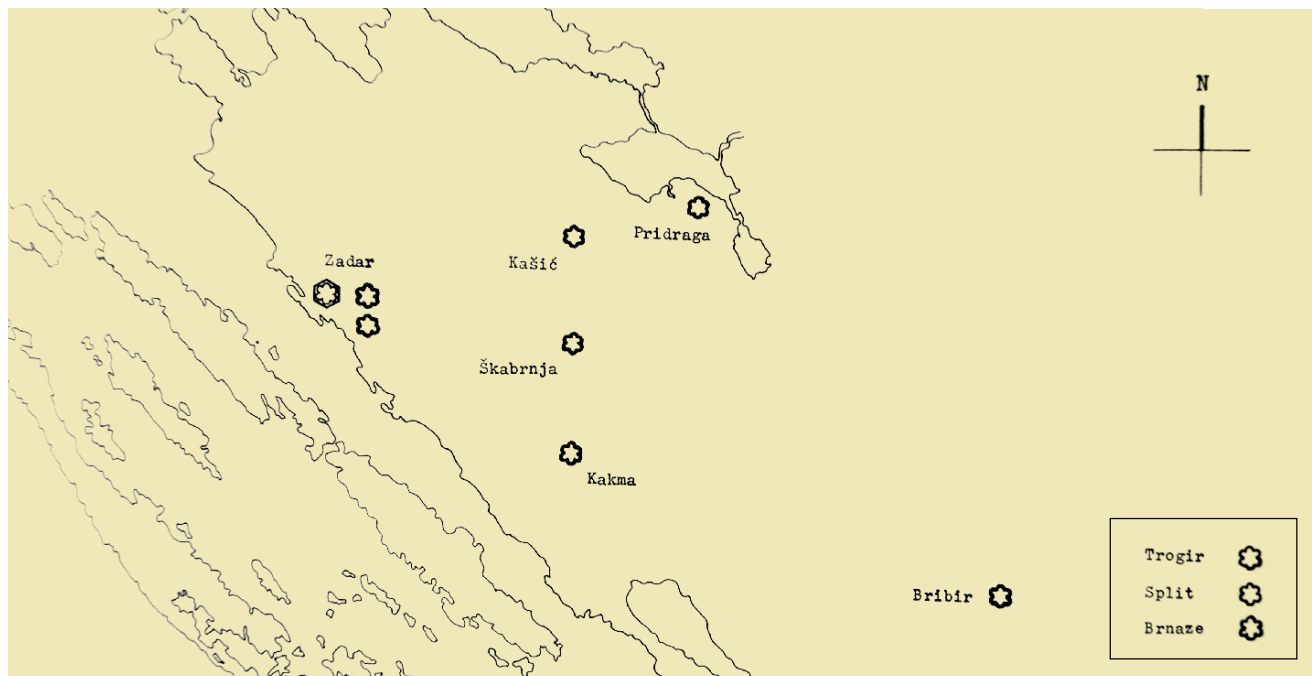 N
Pridraga
Kašić
Zadar
Škabrnja
Kakma
Bribir
Trogir
Split
Brnaze